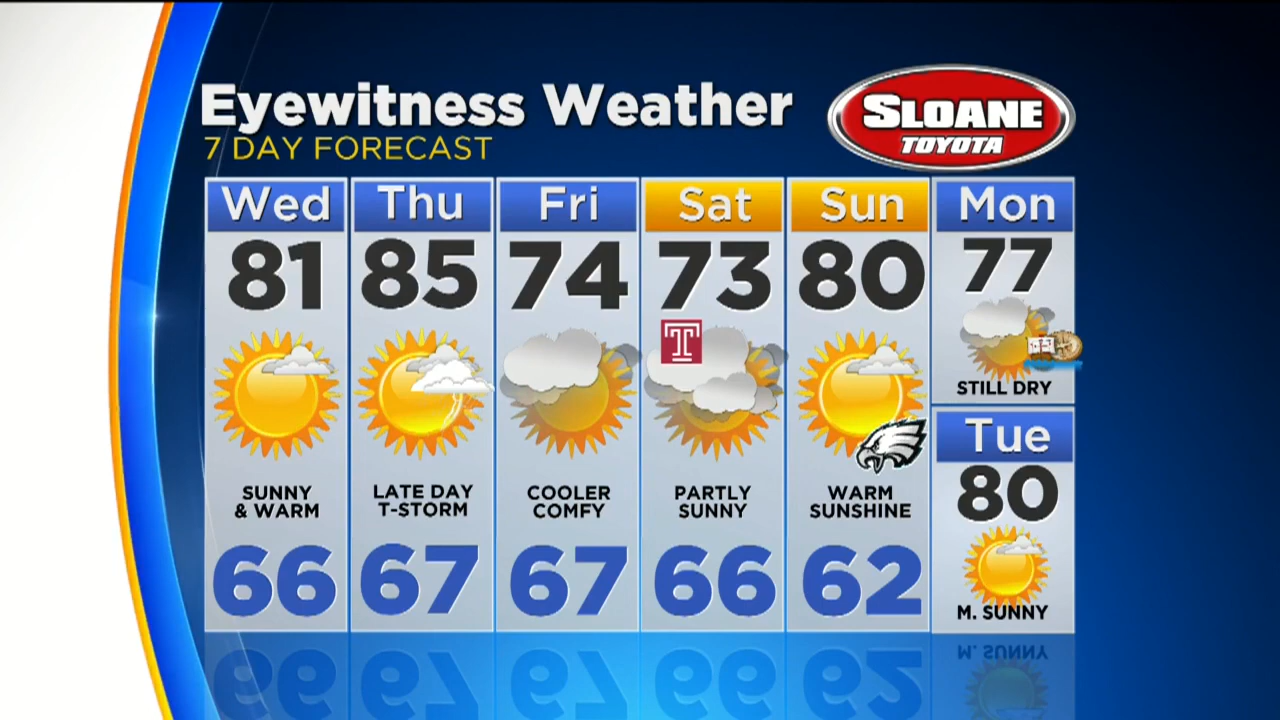 Eyewitness Weather
7 DAY FORECAST
SLOANE
TOYOTA
Wed
81
SUNNY
& WARM
66
Thu
85
LATE DAY
T-STORM
67
Fri
74
COOLER
COMFY
67
Sat
73
T
PARTLY
SUNNY
66
Sun
80
WARM
SUNSHINE
62
Mon
77
STILL DRY
Tue
80
M. SUNNY